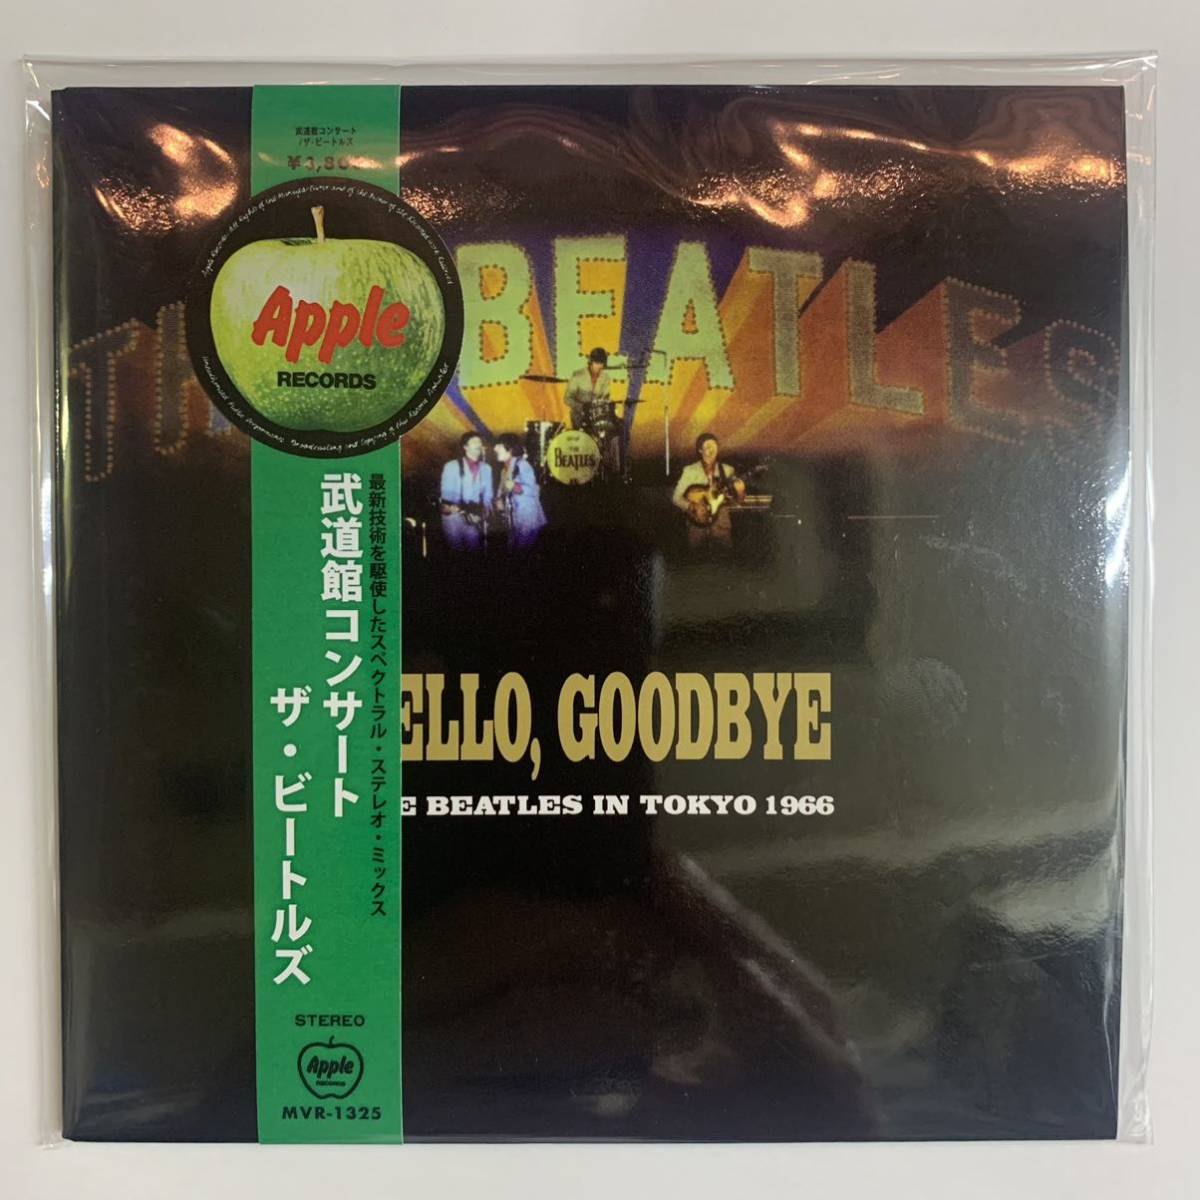 武道館コンサート
/ザ・ビートルズ
Apple
RECORDS
BEATLES
THE
BEATLES
最新技術を駆使したスペクトラル・ステレオ・ミックス
武道館コンサート
ザ・ビートルズ
ELLO, GOODBYE
E BEATLES IN TOKYO 1966
STEREO
Apple
RECORDS
MVR-1325